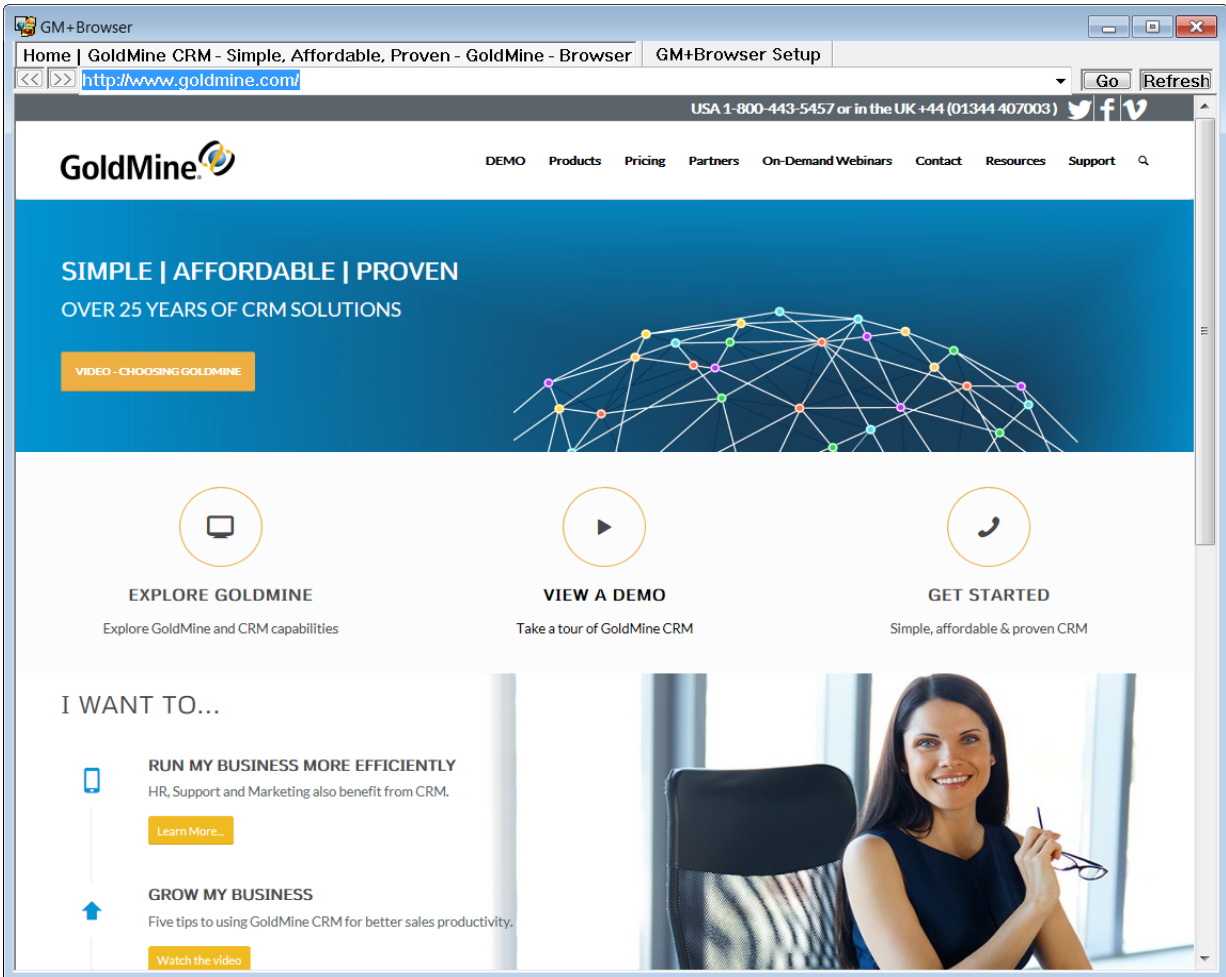 GM+Browser
Home | GoldMine CRM - Simple, Affordable, Proven - GoldMine - Browser GM+Browser Setup
<< >> http://www.goldmine.com/ Go Refresh
USA 1-800-443-5457 or in the UK +44 (01344 407003 )
GoldMine® DEMO Products Pricing Partners On-Demand Webinars Contact Resources Support
SIMPLE | AFFORDABLE | PROVEN
OVER 25 YEARS OF CRM SOLUTIONS
VIDEO - CHOOSING GOLDMINE
EXPLORE GOLDMINE VIEW A DEMO GET STARTED
Explore GoldMine and CRM capabilities Take a tour of GoldMine CRM Simple, affordable & proven CRM
I WANT TO...
RUN MY BUSINESS MORE EFFICIENTLY
HR, Support and Marketing also benefit from CRM.
Learn More...
GROW MY BUSINESS
Five tips to using GoldMine CRM for better sales productivity.
Watch the video